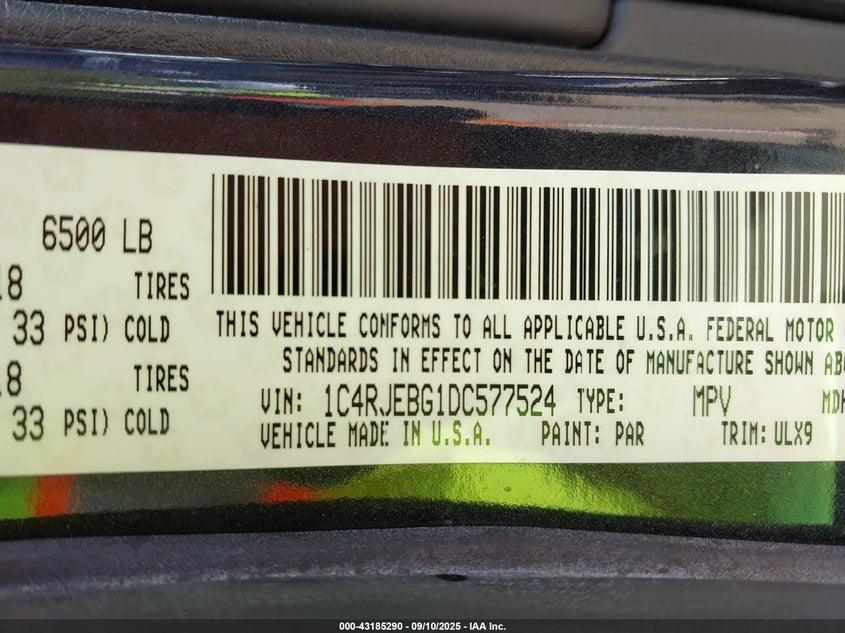 6500 LB
18 TIRES
33 PSI) COLD
18 TIRES
33 PSI) COLD
THIS VEHICLE CONFORMS TO ALL APPLICABLE U.S.A. FEDERAL MOTOR
STANDARDS IN EFFECT ON THE DATE OF MANUFACTURE SHOWN
VIN: 1C4RJEBG1DC577524 TYPE: MPV
VEHICLE MADE IN U.S.A. PAINT: PAR TRIM: ULX9
000-43185290 - 09/10/2025 - IAA Inc.